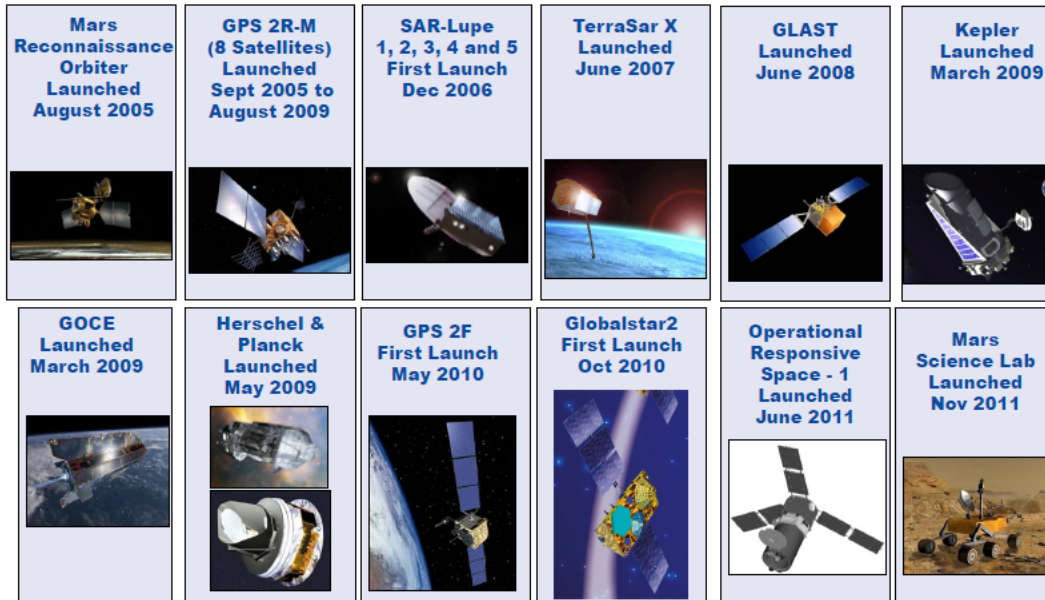 Mars
Reconnaissance
Orbiter
Launched
August 2005
GPS 2R-M
(8 Satellites)
Launched
Sept 2005 to
August 2009
SAR-Lupe
1, 2, 3, 4 and 5
First Launch
Dec 2006
TerraSar X
Launched
June 2007
GLAST
Launched
June 2008
Kepler
Launched
March 2009
GOCE
Launched
March 2009
Herschel &
Planck
Launched
May 2009
GPS 2F
First Launch
May 2010
Globalstar2
First Launch
Oct 2010
Operational
Responsive
Space - 1
Launched
June 2011
Mars
Science Lab
Launched
Nov 2011